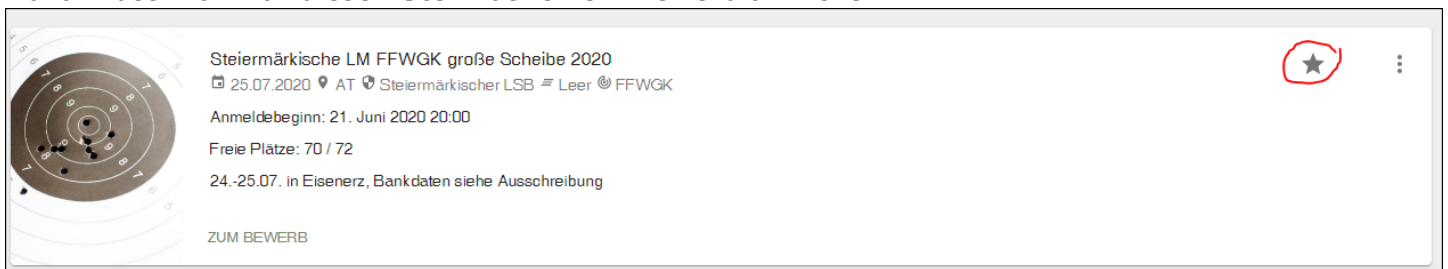 Steiermärkische LM FFWGK große Scheibe 2020
25.07.2020 AT Steiermärkischer LSB Leer FFWGK
Anmeldebeginn: 21. Juni 2020 20:00
Freie Plätze: 70 / 72
24.-25.07. in Eisenerz, Bankdaten siehe Ausschreibung
ZUM BEWERB